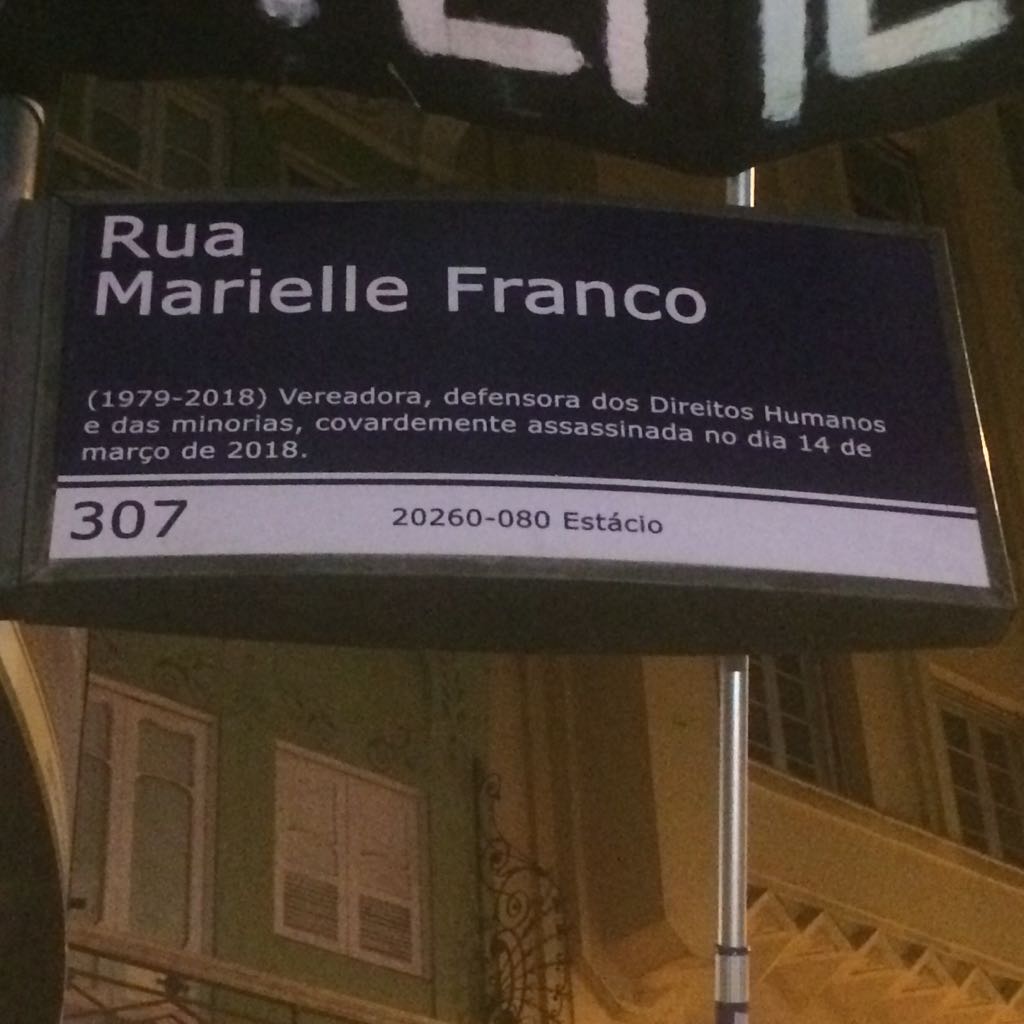 Rua
Marielle Franco
(1979-2018) Vereadora, defensora dos Direitos Humanos
e das minorias, covardemente assassinada no dia 14 de
março de 2018.
307 20260-080 Estácio